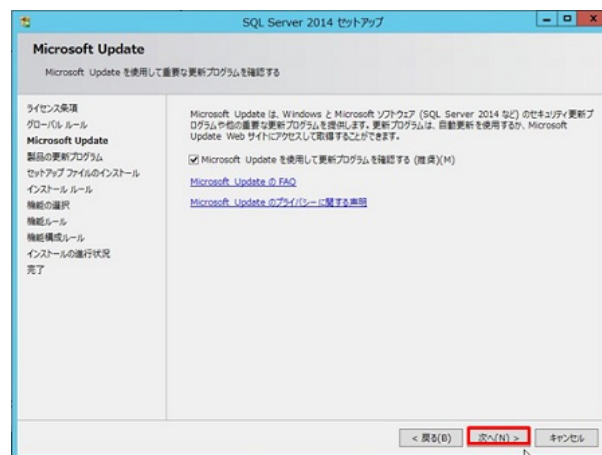 SQL Server 2014 セットアップ
Microsoft Update
Microsoft Update を使用して重要な更新プログラムを確認する
ライセンス条項
グローバル ルール
Microsoft Update
製品の更新プログラム
セットアップ ファイルのインストール
インストール ルール
機能の選択
機能ルール
機能構成ルール
インストールの進行状況
完了
Microsoft Update は、Windows と Microsoft ソフトウェア (SQL Server 2014 など) のセキュリティ更新プ
ログラムや他の重要な更新プログラムを提供します。更新プログラムは、自動更新を使用するか、Microsoft
Update Web サイトにアクセスして取得することができます。
Microsoft Update を使用して更新プログラムを確認する (推奨)(M)
Microsoft Update の FAQ
Microsoft Update のプライバシーに関する声明
< 戻る(B) 次へ(N) > キャンセル